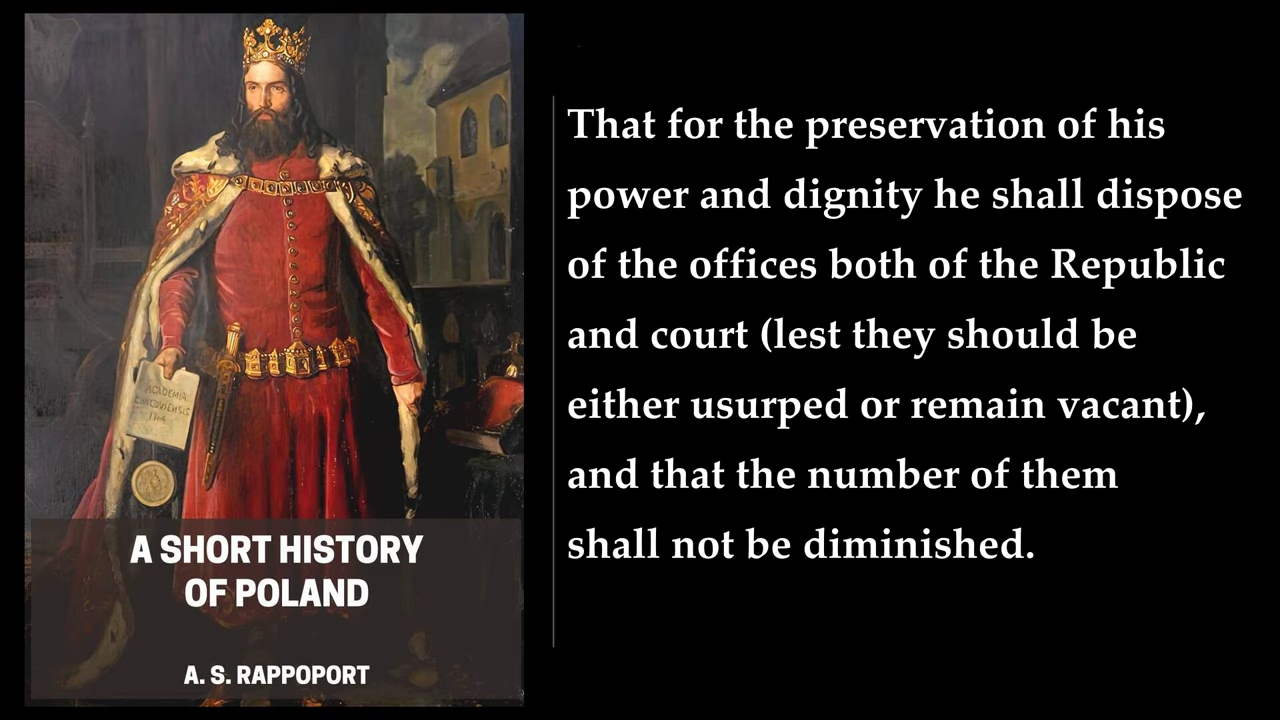 ACADEMIA
A SHORT HISTORY
OF POLAND
A. S. RAPPOPORT
That for the preservation of his
power and dignity he shall dispose
of the offices both of the Republic
and court (lest they should be
either usurped or remain vacant),
and that the number of them
shall not be diminished.